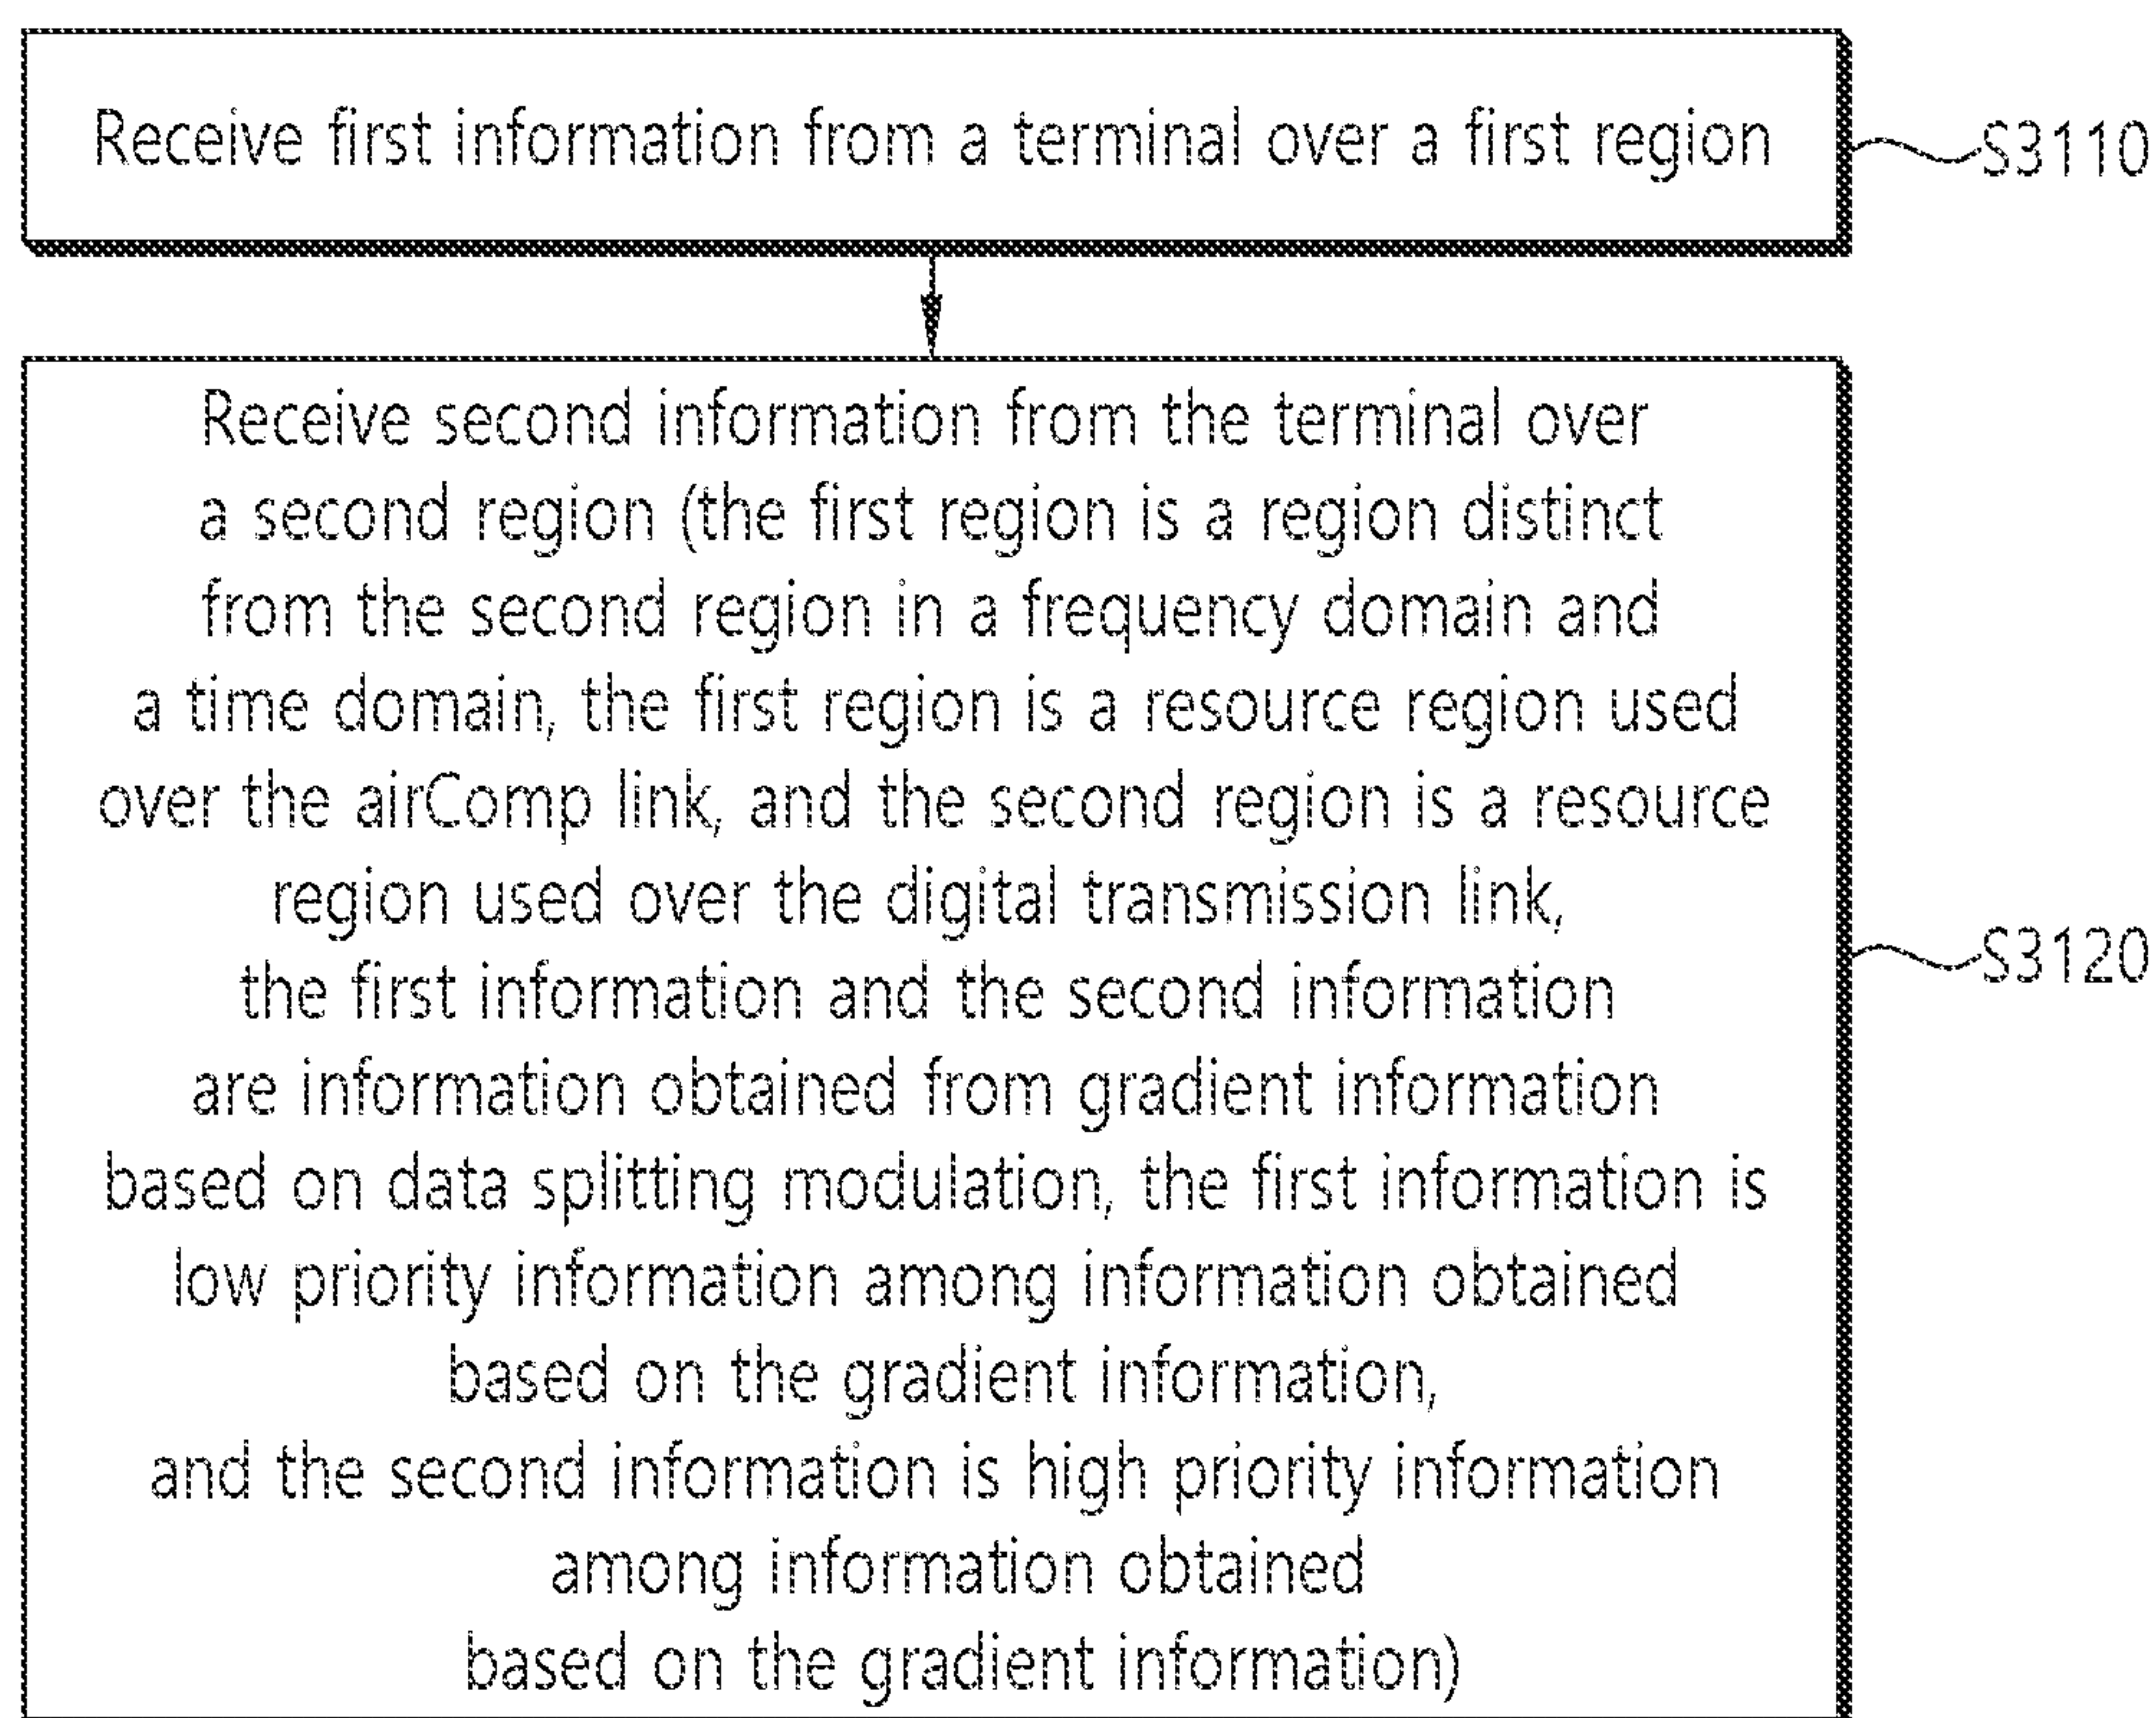 Receive first information from a terminal over a first region
S3110
Receive second information from the terminal over
a second region (the first region is a region distinct
from the second region in a frequency domain and
a time domain, the first region is a resource region used
over the airComp link, and the second region is a resource
region used over the digital transmission link,
the first information and the second information
are information obtained from gradient information
based on data splitting modulation, the first information is
low priority information among information obtained
based on the gradient information,
and the second information is high priority information
among information obtained
based on the gradient information)
S3120